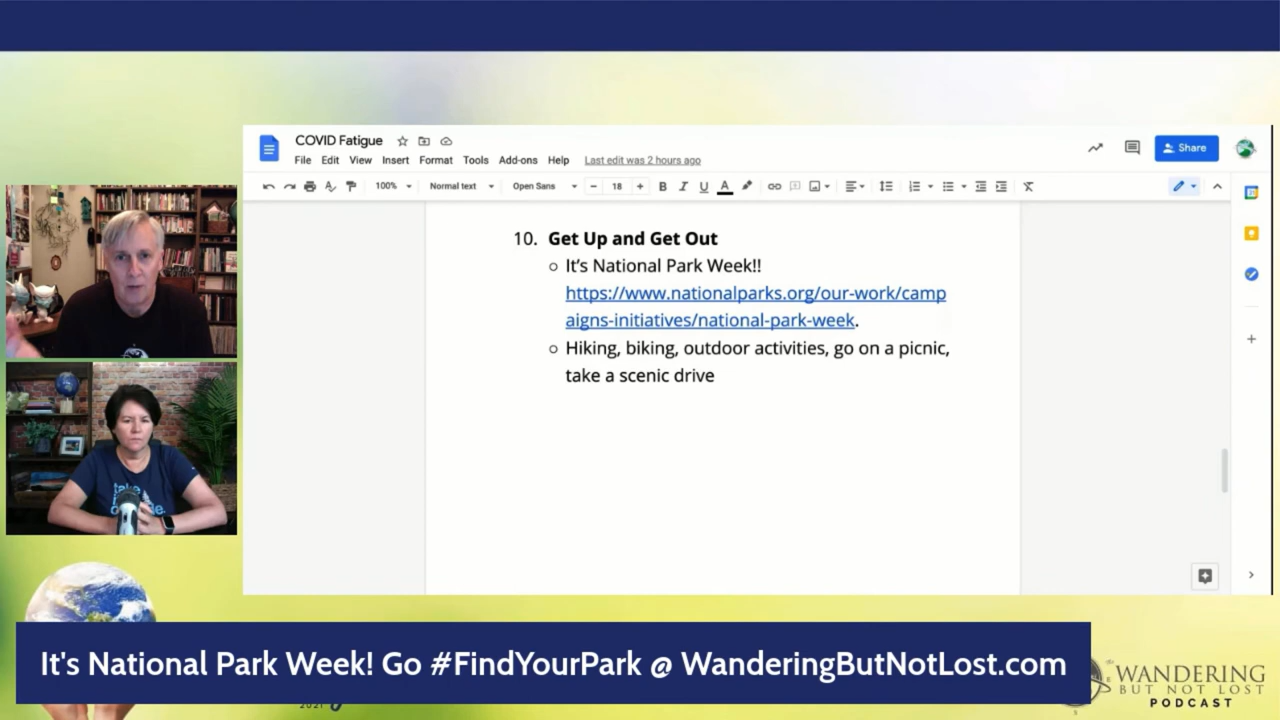 COVID Fatigue
File Edit View Insert Format Tools Add-ons Help Last edit was 2 hours ago
Share
100% Normal text Open Sans 18
10. Get Up and Get Out
It's National Park Week!!
https://www.nationalparks.org/our-work/camp
aigns-initiatives/national-park-week.
Hiking, biking, outdoor activities, go on a picnic,
take a scenic drive
It's National Park Week! Go #FindYourPark @ WanderingButNotLost.com
WANDERING
BUT NOT LOST
PODCAST
2021